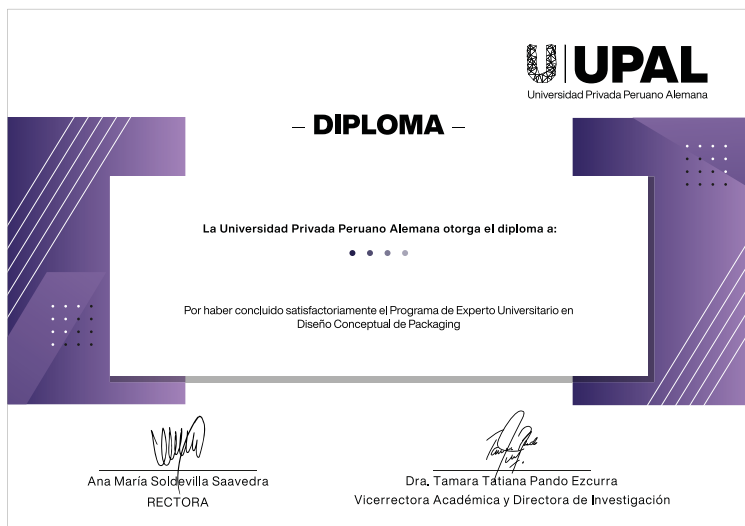 UPAL
Universidad Privada Peruano Alemana
– DIPLOMA –
La Universidad Privada Peruano Alemana otorga el diploma a:
Por haber concluido satisfactoriamente el Programa de Experto Universitario en
Diseño Conceptual de Packaging
Ana María Soldevilla Saavedra
RECTORA
Dra. Tamara Tatiana Pando Ezcurra
Vicerrectora Académica y Directora de Investigación